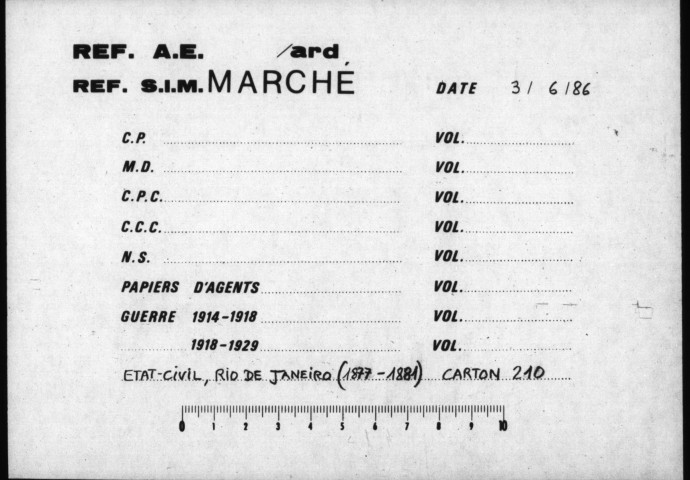 REF. A.E. /ard
REF. S.I.M. MARCHÉ DATE 3/ 6/86
C.P. VOL.
M.D. VOL.
C.P.C. VOL.
C.C.C. VOL.
N.S. VOL.
PAPIERS D'AGENTS VOL.
GUERRE 1914-1918 VOL.
1918-1929 VOL.
ETAT-CIVIL, RIO DE JANEIRO (1877-1881) CARTON 210
0 1 2 3 4 5 6 7 8 9 10